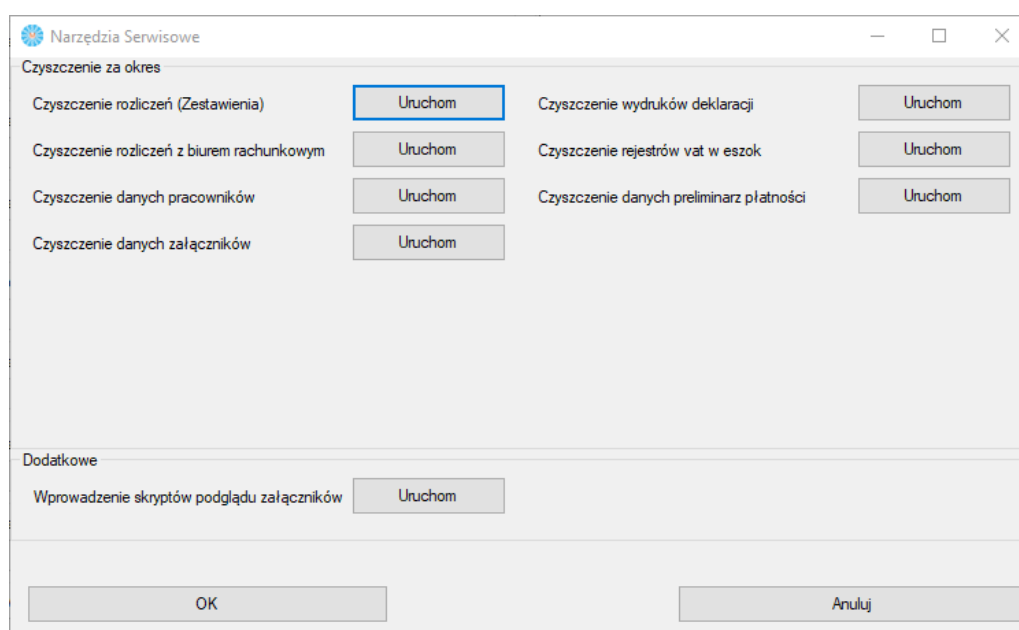 Narzędzia Serwisowe
Czyszczenie za okres
Czyszczenie rozliczeń (Zestawienia) Uruchom Czyszczenie wydruków deklaracji Uruchom
Czyszczenie rozliczeń z biurem rachunkowym Uruchom Czyszczenie rejestrów vat w eszok Uruchom
Czyszczenie danych pracowników Uruchom Czyszczenie danych preliminarz płatności Uruchom
Czyszczenie danych załączników Uruchom
Dodatkowe
Wprowadzenie skryptów podglądu załączników Uruchom
OK Anuluj